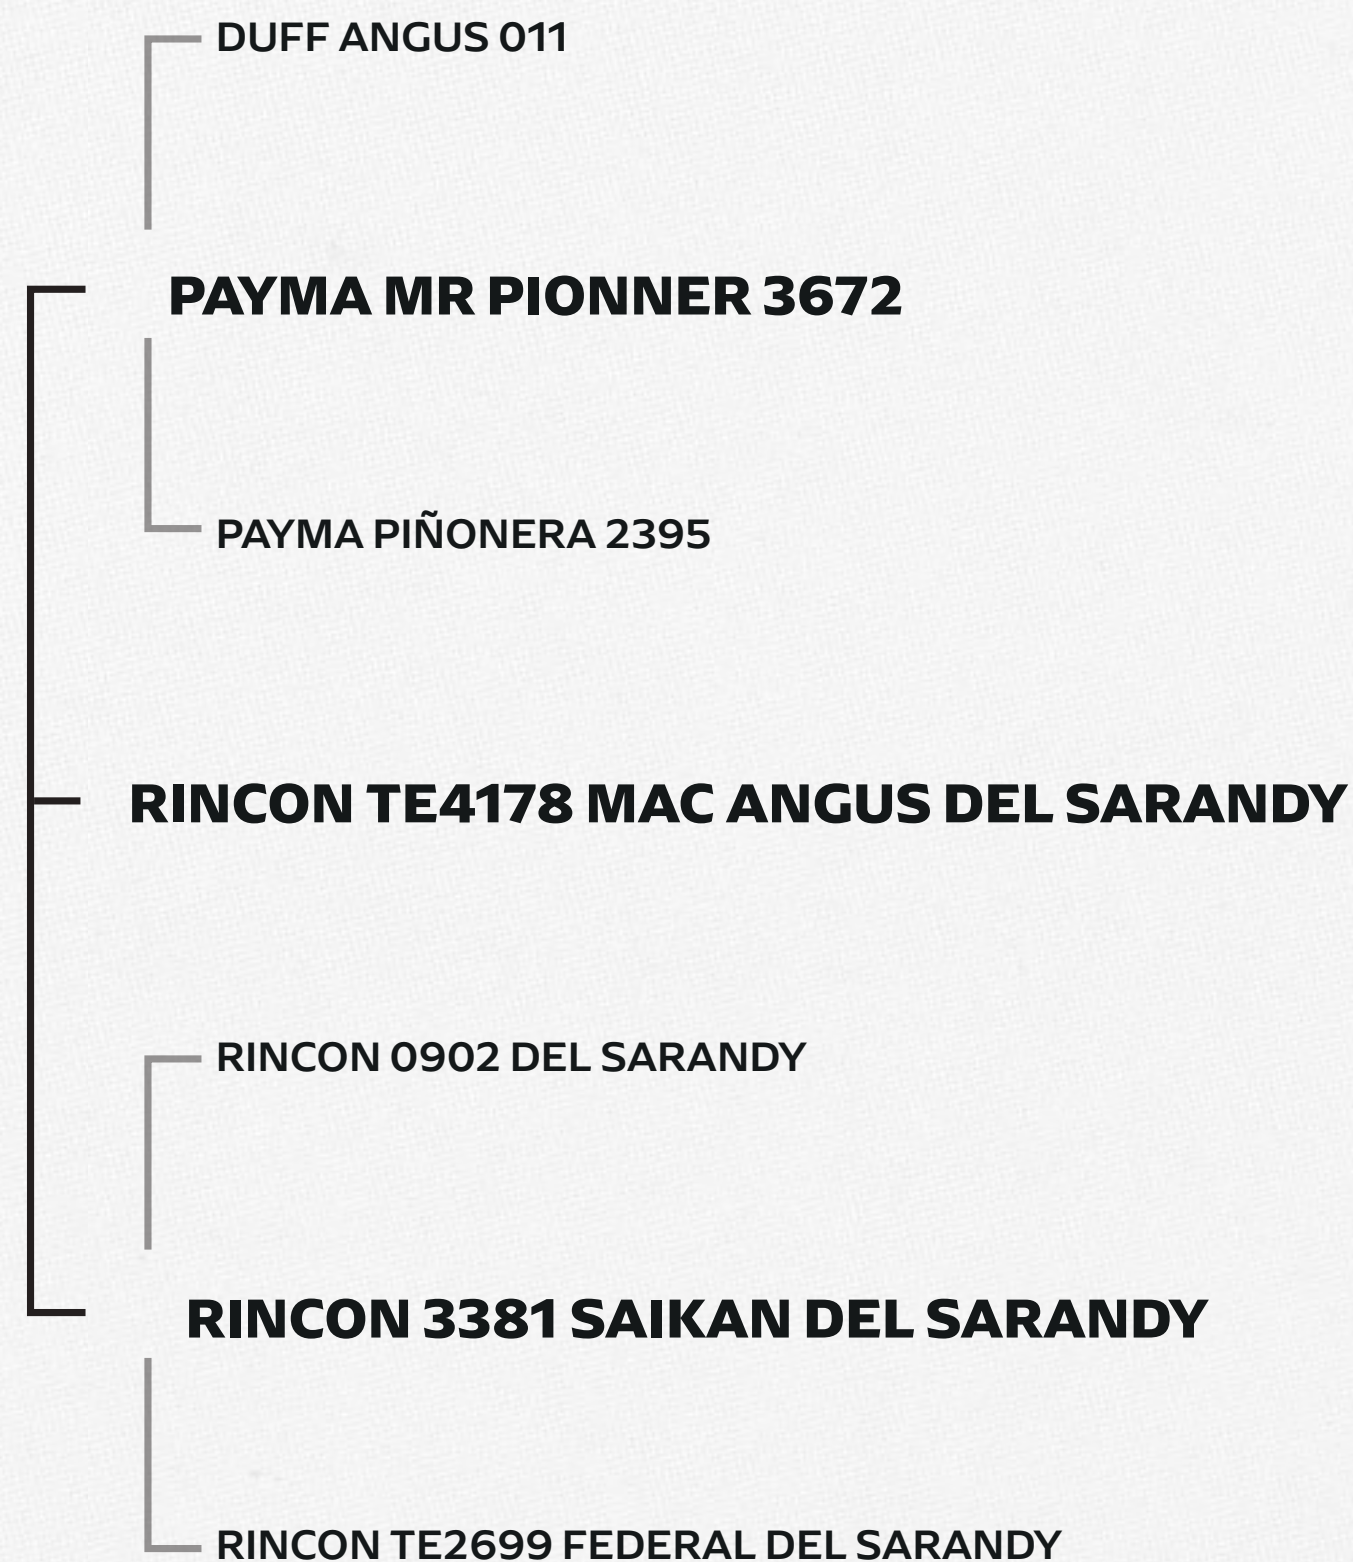 DUFF ANGUS 011
PAYMA MR PIONNER 3672
PAYMA PIÑONERA 2395
RINCON TE4178 MAC ANGUS DEL SARANDY
RINCON 0902 DEL SARANDY
RINCON 3381 SAIKAN DEL SARANDY
RINCON TE2699 FEDERAL DEL SARANDY